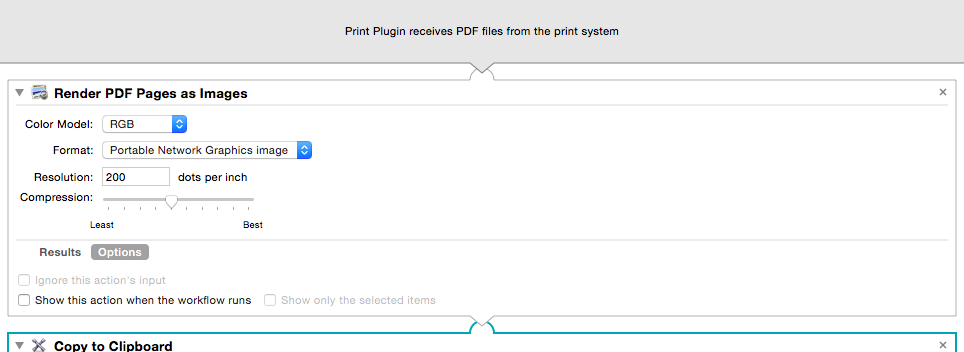 Print Plugin receives PDF files from the print system
Render PDF Pages as Images
Color Model: RGB
Format: Portable Network Graphics image
Resolution: 200 dots per inch
Compression:
Least Best
Results Options
Ignore this action's input
Show this action when the workflow runs Show only the selected items
Copy to Clipboard